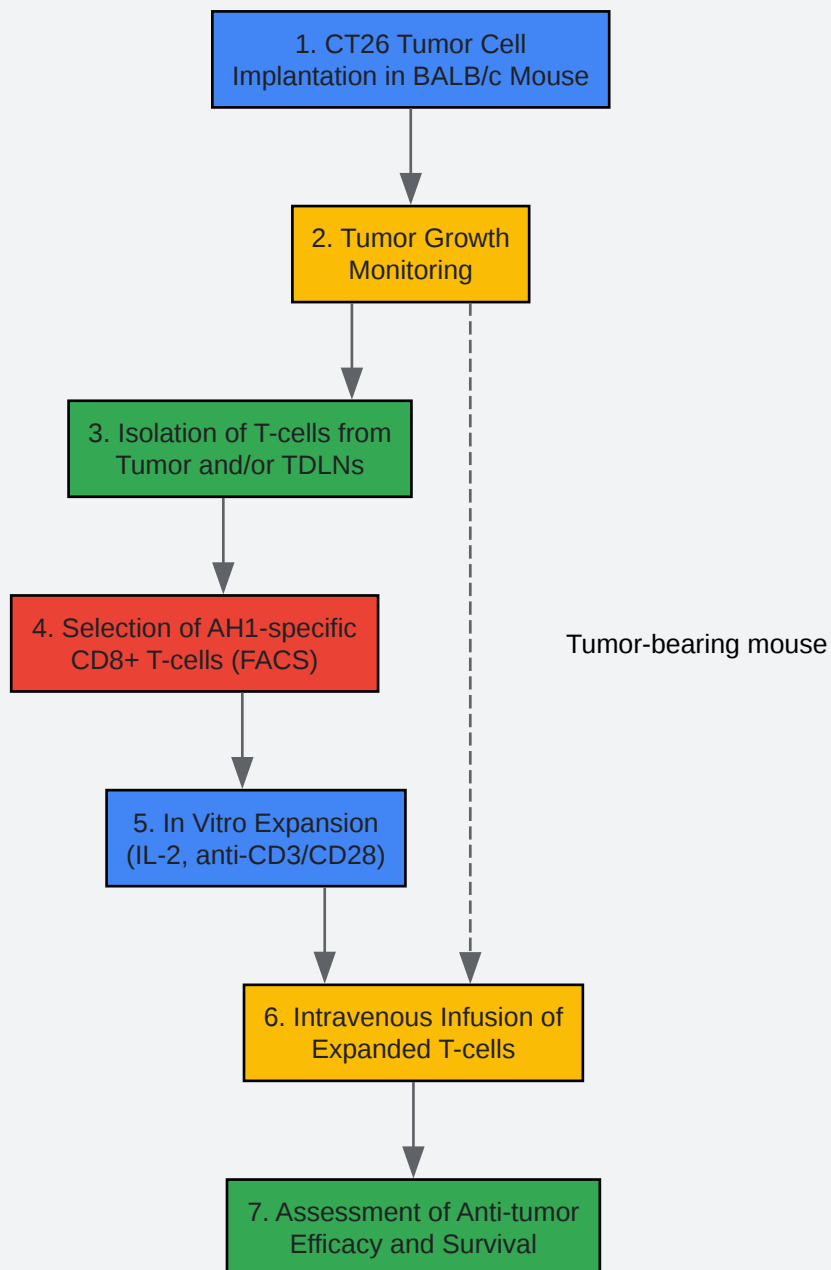 1. CT26 Tumor Cell
Implantation in BALB/c Mouse
2. Tumor Growth
Monitoring
3. Isolation of T-cells from
Tumor and/or TDLNs
4. Selection of AH1-specific
CD8+ T-cells (FACS)
Tumor-bearing mouse
5. In Vitro Expansion
(IL-2, anti-CD3/CD28)
6. Intravenous Infusion of
Expanded T-cells
7. Assessment of Anti-tumor
Efficacy and Survival